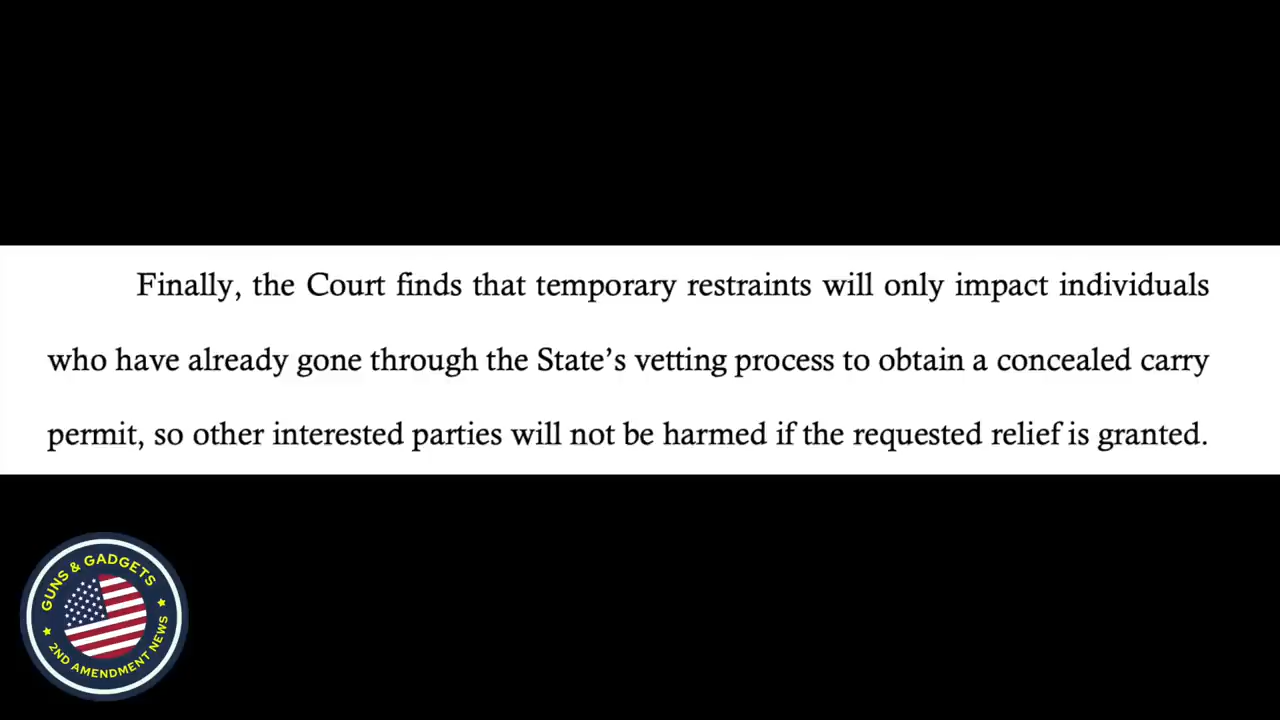 Finally, the Court finds that temporary restraints will only impact individuals
who have already gone through the State’s vetting process to obtain a concealed carry
permit, so other interested parties will not be harmed if the requested relief is granted.
GUNS & GADGETS
2ND AMENDMENT NEWS